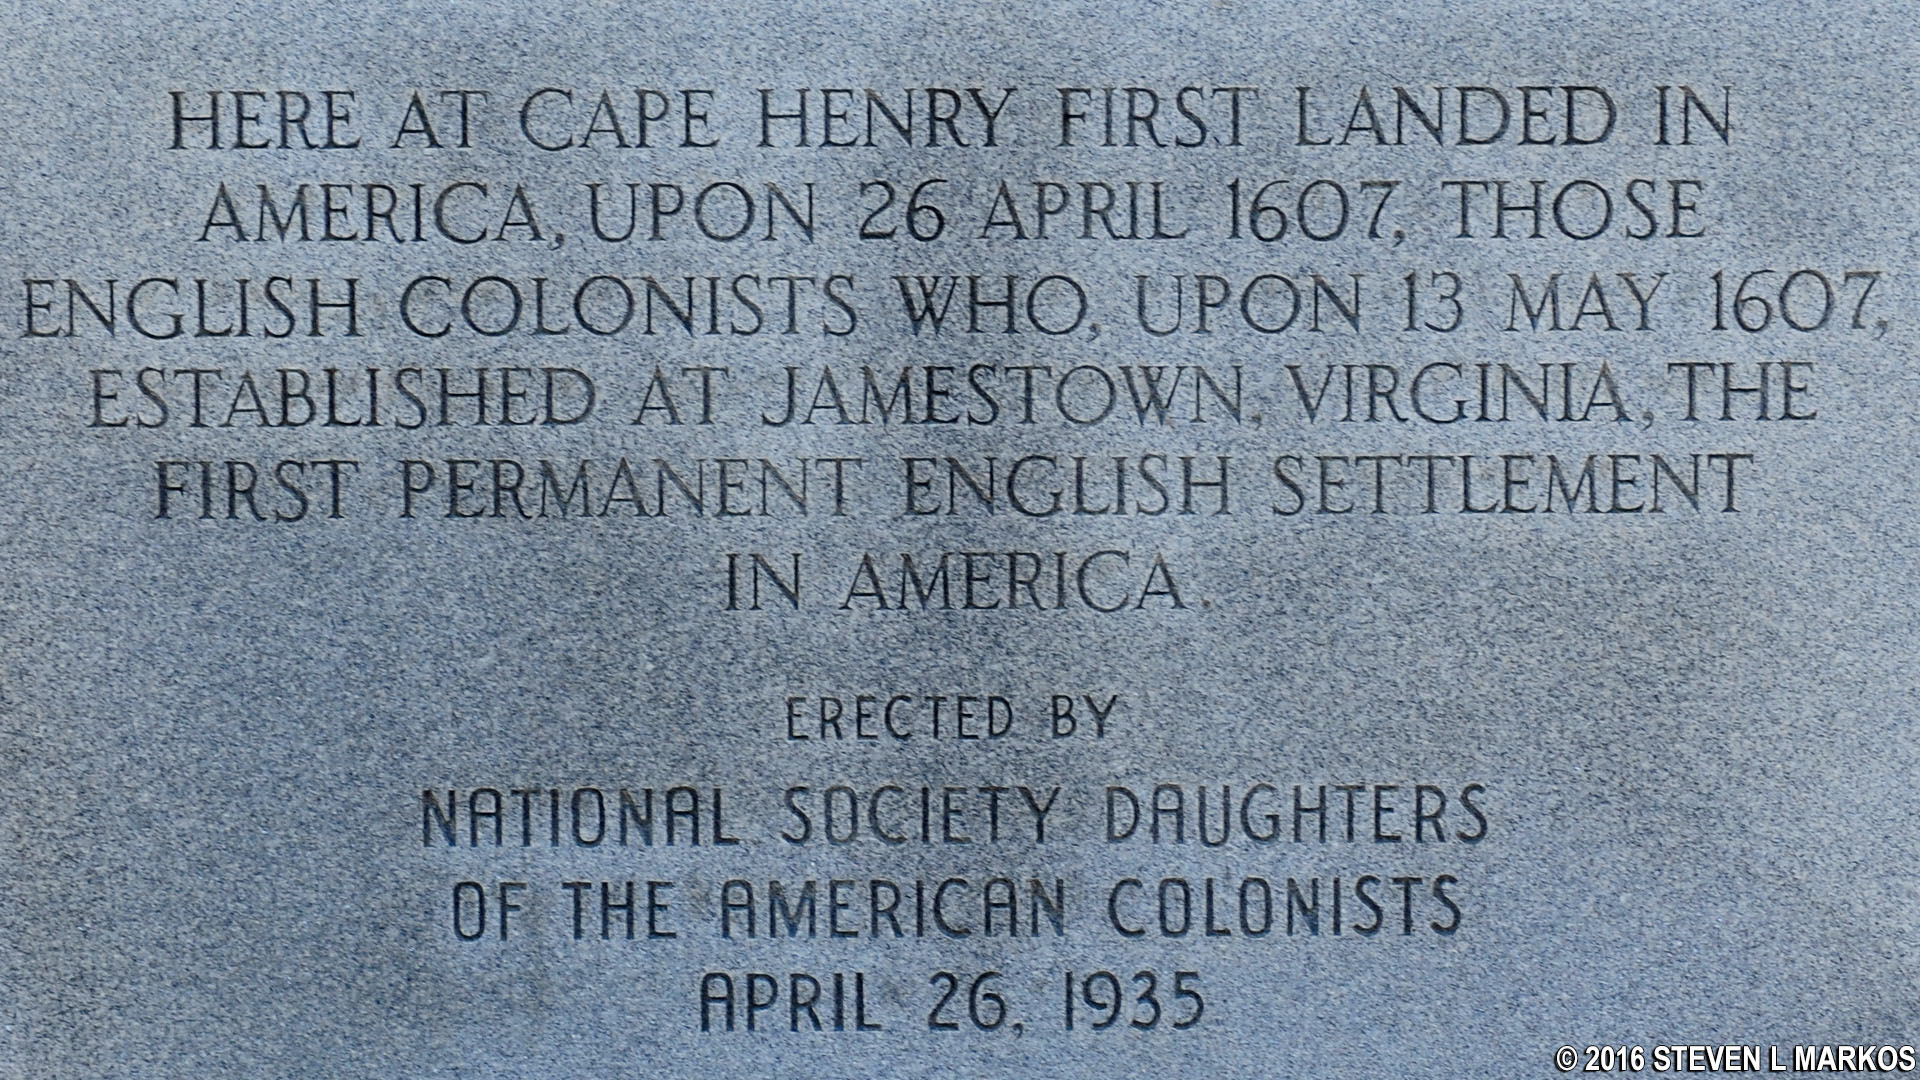 HERE AT CAPE HENRY FIRST LANDED IN
AMERICA, UPON 26 APRIL 1607, THOSE
ENGLISH COLONISTS WHO, UPON 13 MAY 1607,
ESTABLISHED AT JAMESTOWN, VIRGINIA, THE
FIRST PERMANENT ENGLISH SETTLEMENT
IN AMERICA.
ERECTED BY
NATIONAL SOCIETY DAUGHTERS
OF THE AMERICAN COLONISTS
APRIL 26, 1935
© 2016 STEVEN L MARKOS